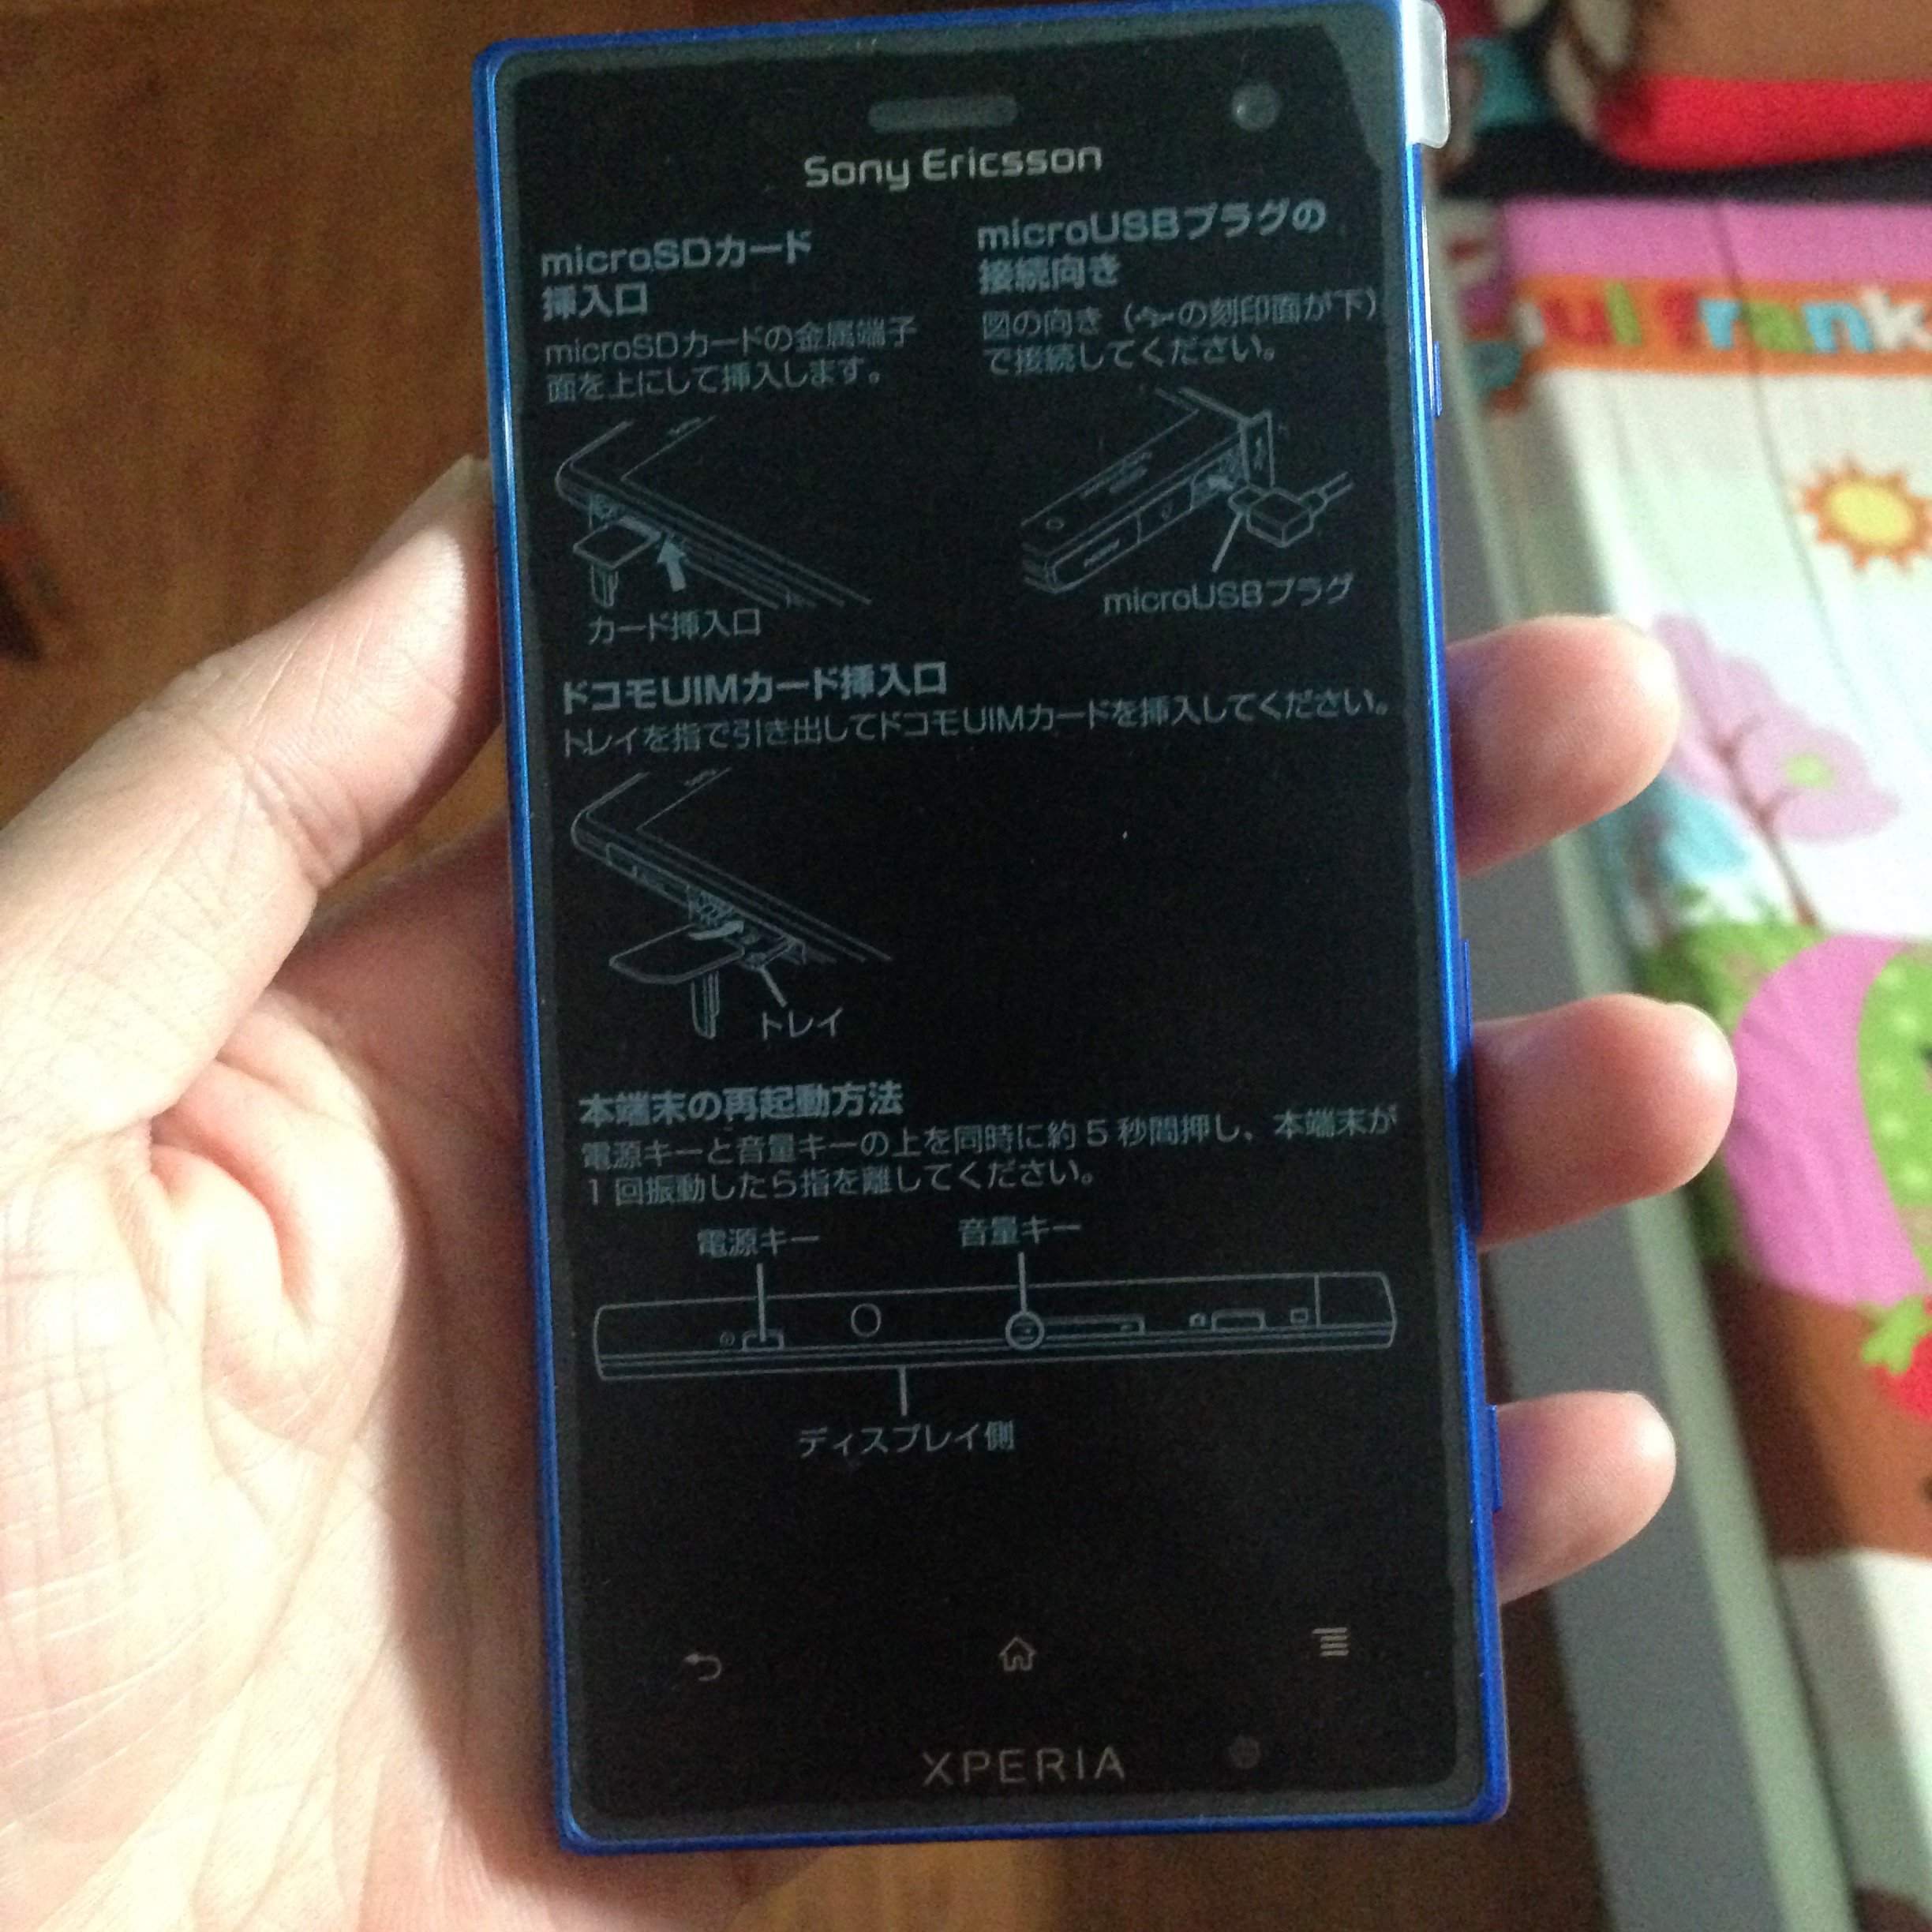 Sony Ericsson
microSDカード
挿入口
microSDカードの金属端子
面を上にして挿入します。
カード挿入口
microUSBプラグの
接続向き
図の向き（の刻印面が下）
で接続してください。
microUSBプラグ
ドコモUIMカード挿入口
トレイを指で引き出してドコモUIMカードを挿入してください。
トレイ
本端末の再起動方法
電源キーと音量キーの上を同時に約5秒間押し、本端末が
1回振動したら指を離してください。
電源キー
音量キー
ディスプレイ側
XPERIA
ul frank